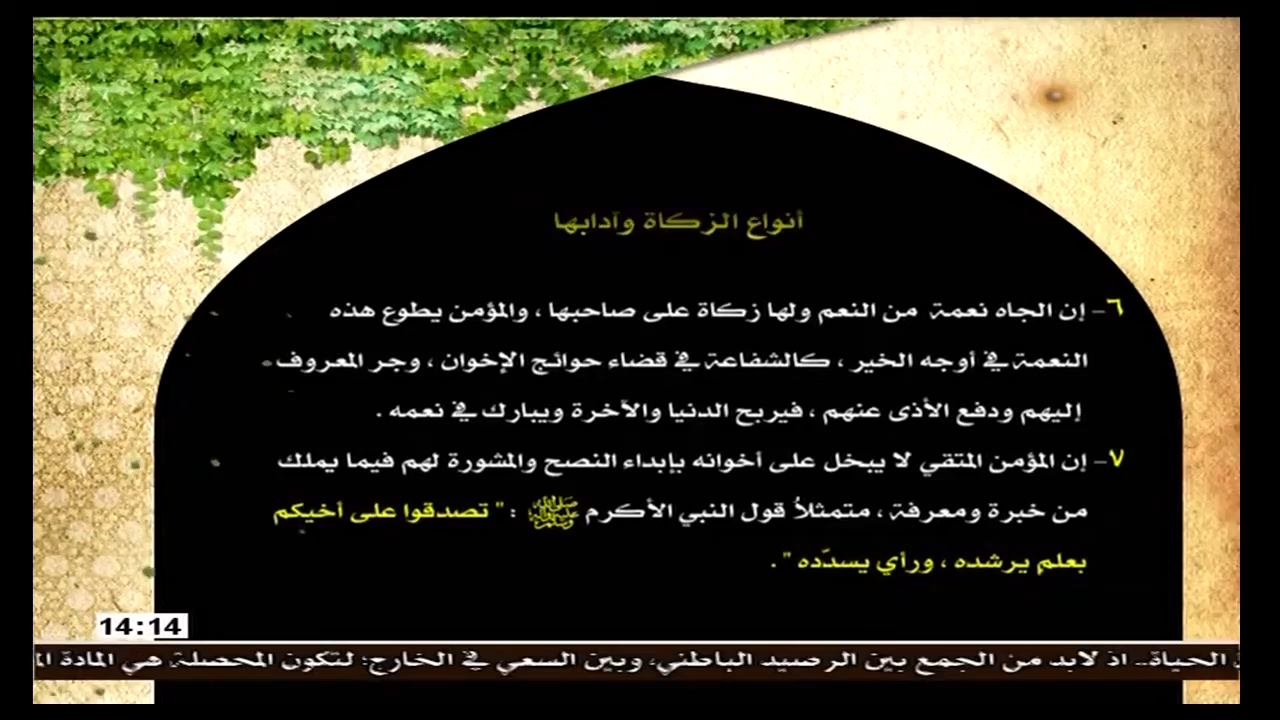 أنواع الزكاة وآدابها
٦- إن الجاه نعمة من النعم ولها زكاة على صاحبها ، والمؤمن يطوع هذه
النعمة في أوجه الخير ، كالشفاعة في قضاء حوائج الإخوان ، وجر المعروف
إليهم ودفع الأذى عنهم ، فيربح الدنيا والآخرة ويبارك في نعمه .
٧- إن المؤمن المتقي لا يبخل على أخوانه بإبداء النصح والمشورة لهم فيما يملك
من خبرة ومعرفة ، متمثلاً قول النبي الأكرم ﷺ : " تصدقوا على أخيكم
بعلم يرشده ، ورأي يسدّده " .
14:14
الحياة.. اذ لابد من الجمع بين الرصيد الباطني، وبين السعي في الخارج؛ لتكون المحصلة هي المادة